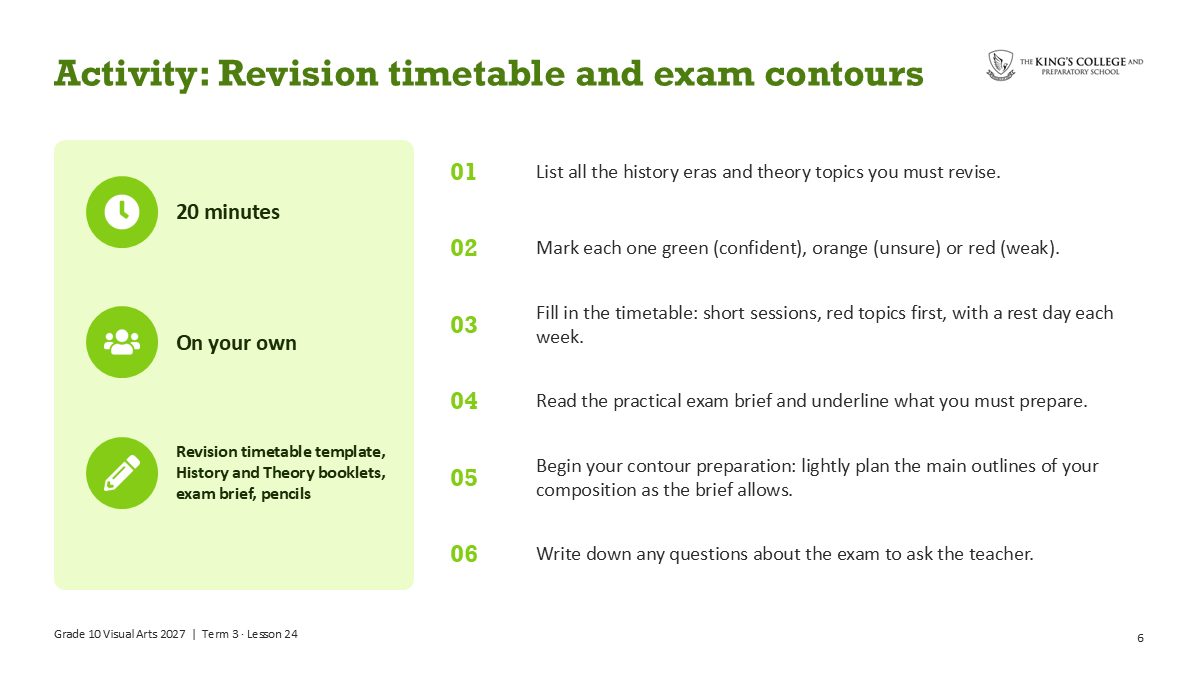 Activity: Revision timetable and exam contours
THE KING'S COLLEGE AND
PREPARATORY SCHOOL
20 minutes
On your own
Revision timetable template,
History and Theory booklets,
exam brief, pencils
01
List all the history eras and theory topics you must revise.
02
Mark each one green (confident), orange (unsure) or red (weak).
03
Fill in the timetable: short sessions, red topics first, with a rest day each
week.
04
Read the practical exam brief and underline what you must prepare.
05
Begin your contour preparation: lightly plan the main outlines of your
composition as the brief allows.
06
Write down any questions about the exam to ask the teacher.
Grade 10 Visual Arts 2027 | Term 3 · Lesson 24
6